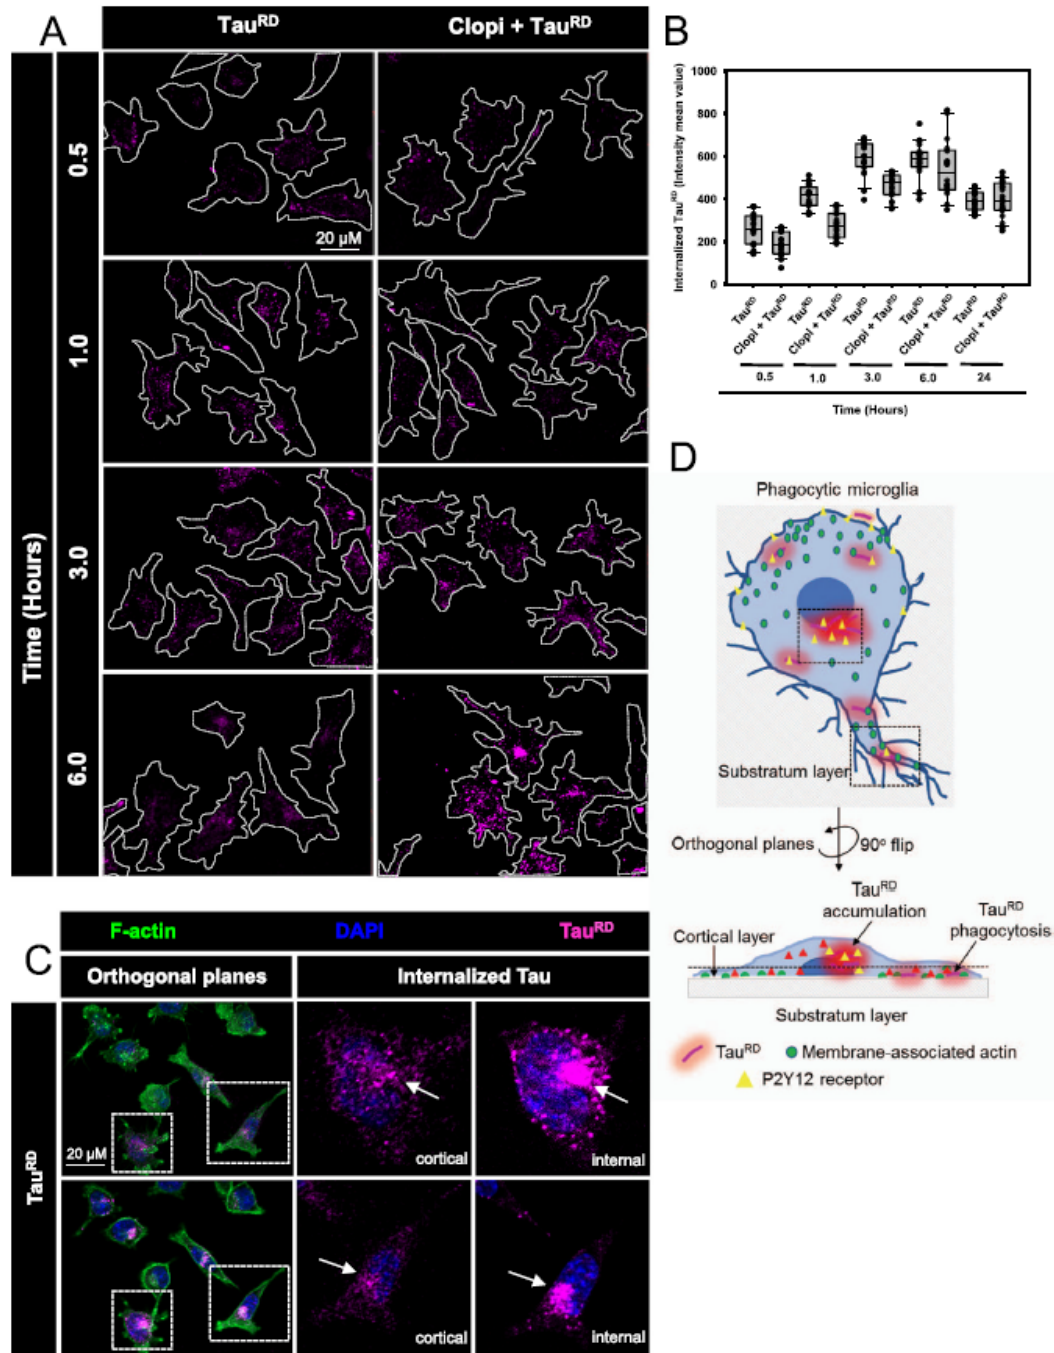 A
Tau^RD
Clopi + Tau^RD
Time (Hours)
0.5
20 µM
1.0
3.0
6.0
B
Internalized Tau^RD (Intensity mean value)
1000
800
600
400
200
0
Tau^RD
Clopi + Tau^RD
Tau^RD
Clopi + Tau^RD
Tau^RD
Clopi + Tau^RD
Tau^RD
Clopi + Tau^RD
Tau^RD
Clopi + Tau^RD
0.5 1.0 3.0 6.0 24
Time (Hours)
C
F-actin DAPI Tau^RD
Orthogonal planes Internalized Tau
Tau^RD
20 µM
cortical
internal
cortical
internal
D
Phagocytic microglia
Substratum layer
Orthogonal planes 90° flip
Tau^RD
accumulation
Tau^RD
phagocytosis
Cortical layer
Substratum layer
Tau^RD
Membrane-associated actin
P2Y12 receptor